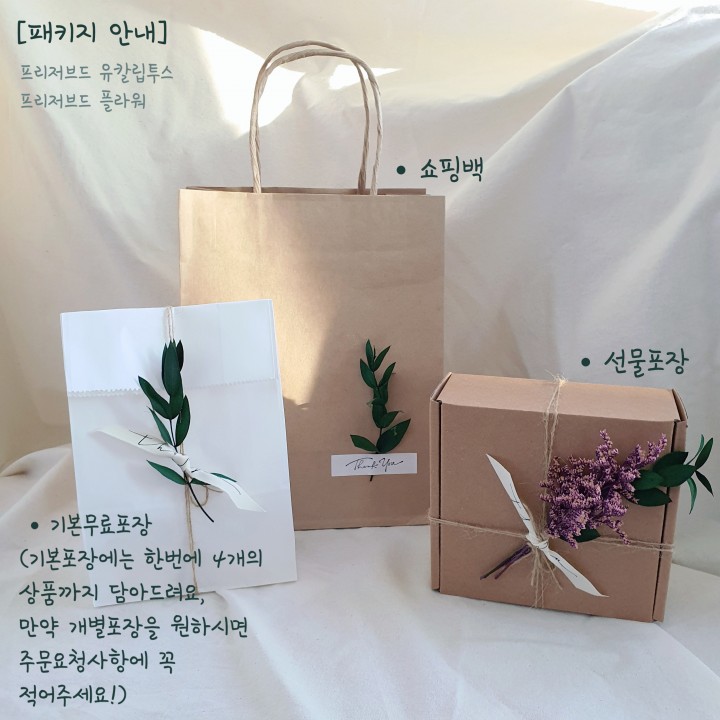 [패키지 안내]
프리저브드 유칼립투스
프리저브드 플라워
• 쇼핑백
• 선물포장
Thank You
• 기본무료포장
(기본포장에는 한번에 4개의
상품까지 담아드려요,
만약 개별포장을 원하시면
주문요청사항에 꼭
적어주세요!)